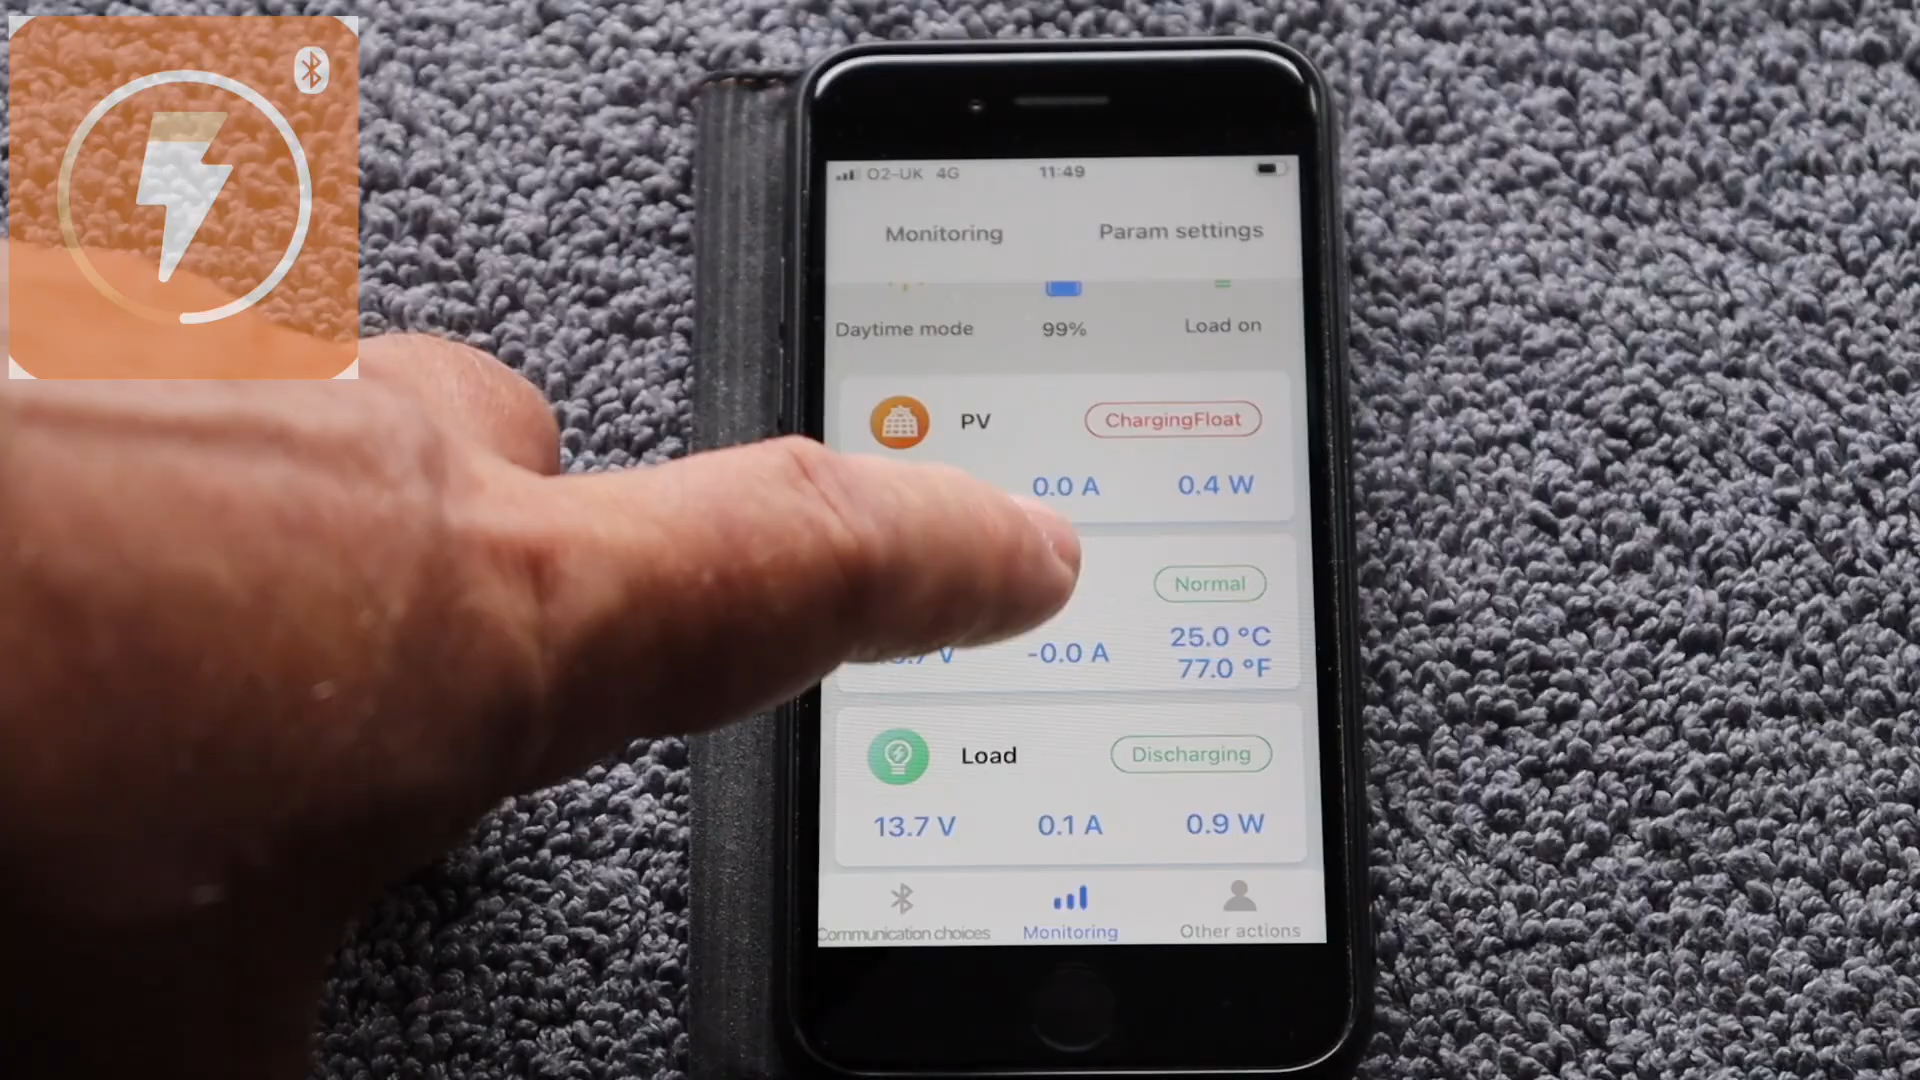 O2-UK 4G 11:49
Monitoring Param settings
Daytime mode 99% Load on
PV ChargingFloat
0.0 A 0.4 W
Normal
-0.0 A 25.0 °C
77.0 °F
Load Discharging
13.7 V 0.1 A 0.9 W
Communication choices Monitoring Other actions